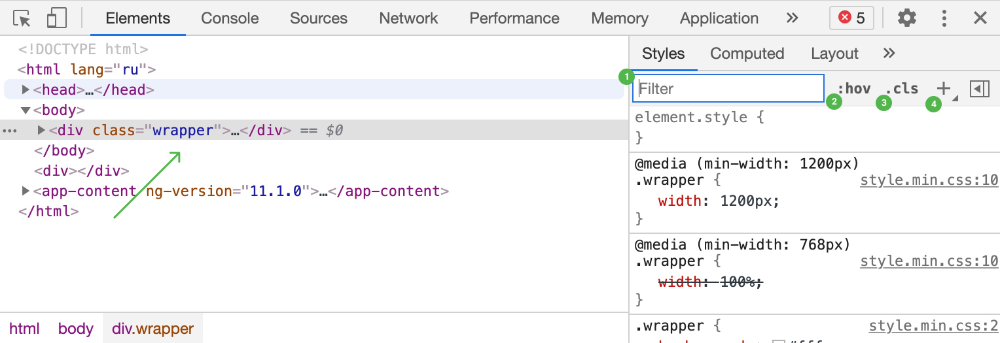 Elements Console Sources Network Performance Memory Application » 5
<!DOCTYPE html>
<html lang="ru">
<head>…</head>
<body>
<div class="wrapper">…</div> == $0
</body>
<div></div>
<app-content ng-version="11.1.0">…</app-content>
</html>
html body div.wrapper
Styles Computed Layout »
1 Filter 2 :hov 3 .cls 4 +
element.style {
}
@media (min-width: 1200px)
.wrapper { style.min.css:10
width: 1200px;
}
@media (min-width: 768px)
.wrapper { style.min.css:10
width: 100%;
}
.wrapper { style.min.css:2